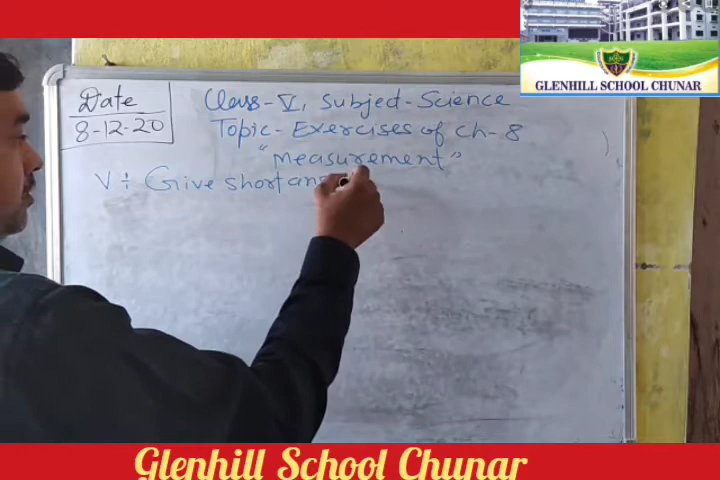 GLENHILL SCHOOL CHUNAR
Date
8-12-20
Class-V, Subject-Science
Topic-Exercises of Ch-8
"Measurement"
V÷ Give short ans
Glenhill School Chunar